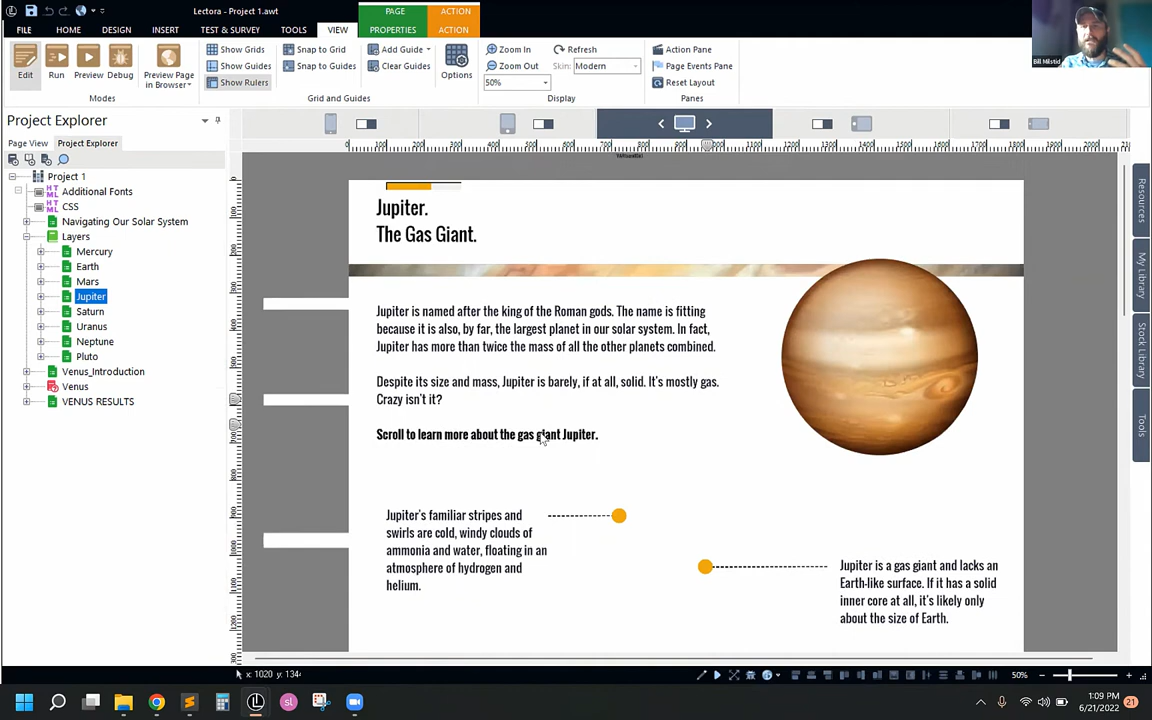 Lectora - Project 1.awt
PAGE
ACTION
FILE
HOME
DESIGN
INSERT
TEST & SURVEY
TOOLS
VIEW
PROPERTIES
ACTION
Bill Milstid
Edit
Run
Preview
Debug
Preview Page
in Browser
Show Grids
Show Guides
Show Rulers
Snap to Grid
Snap to Guides
Add Guide
Clear Guides
Options
Zoom In
Zoom Out
50%
Refresh
Skin:
Modern
Action Pane
Page Events Pane
Reset Layout
Modes
Grid and Guides
Display
Panes
Project Explorer
Page View
Project Explorer
Project 1
Additional Fonts
CSS
Navigating Our Solar System
Layers
Mercury
Earth
Mars
Jupiter
Saturn
Uranus
Neptune
Pluto
Venus_Introduction
Venus
VENUS RESULTS
Jupiter.
The Gas Giant.
Jupiter is named after the king of the Roman gods. The name is fitting
because it is also, by far, the largest planet in our solar system. In fact,
Jupiter has more than twice the mass of all the other planets combined.
Despite its size and mass, Jupiter is barely, if at all, solid. It's mostly gas.
Crazy isn't it?
Scroll to learn more about the gas giant Jupiter.
Jupiter's familiar stripes and
swirls are cold, windy clouds of
ammonia and water, floating in an
atmosphere of hydrogen and
helium.
Jupiter is a gas giant and lacks an
Earth-like surface. If it has a solid
inner core at all, it's likely only
about the size of Earth.
Resources
My Library
Stock Library
Tools
x: 1020 y: 134
50%
1:09 PM
6/21/2022
21